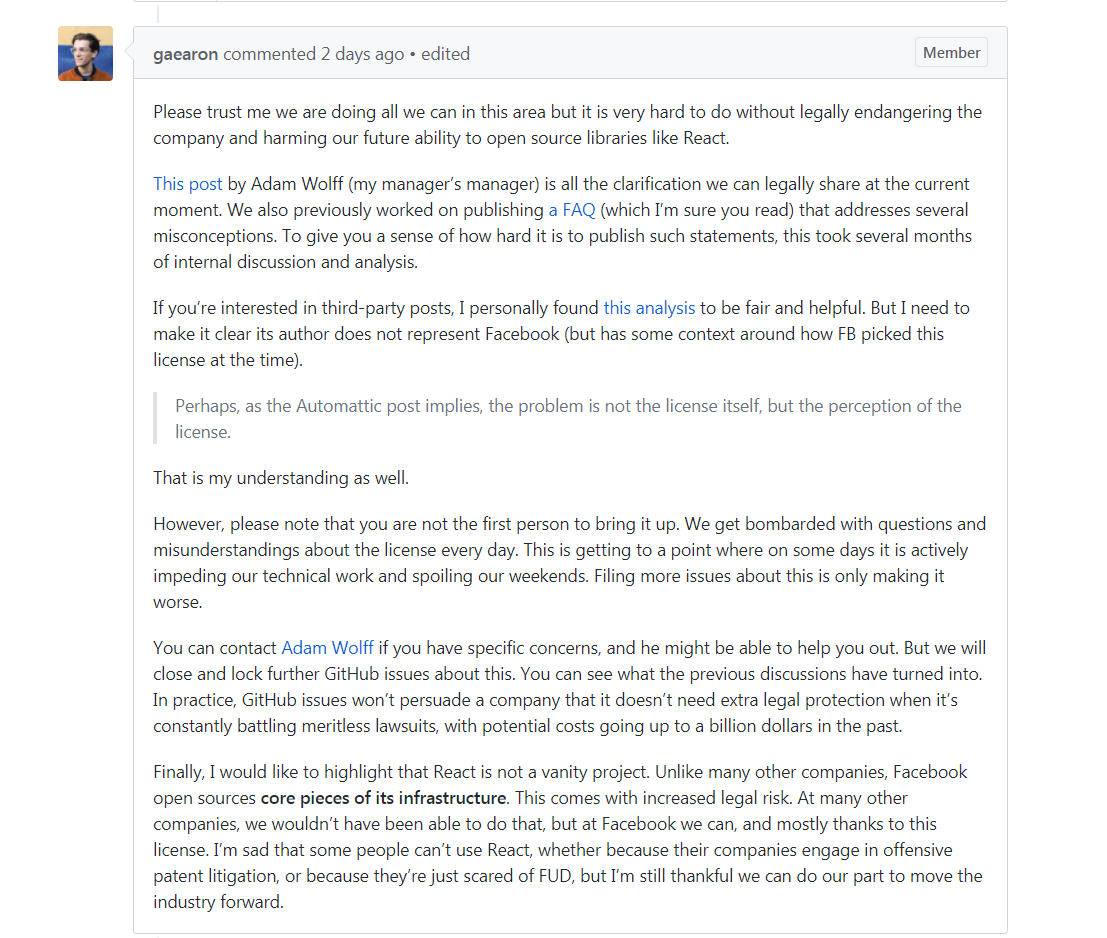 gaearon commented 2 days ago • edited
Member
Please trust me we are doing all we can in this area but it is very hard to do without legally endangering the
company and harming our future ability to open source libraries like React.
This post by Adam Wolff (my manager’s manager) is all the clarification we can legally share at the current
moment. We also previously worked on publishing a FAQ (which I’m sure you read) that addresses several
misconceptions. To give you a sense of how hard it is to publish such statements, this took several months
of internal discussion and analysis.
If you’re interested in third-party posts, I personally found this analysis to be fair and helpful. But I need to
make it clear its author does not represent Facebook (but has some context around how FB picked this
license at the time).
Perhaps, as the Automattic post implies, the problem is not the license itself, but the perception of the
license.
That is my understanding as well.
However, please note that you are not the first person to bring it up. We get bombarded with questions and
misunderstandings about the license every day. This is getting to a point where on some days it is actively
impeding our technical work and spoiling our weekends. Filing more issues about this is only making it
worse.
You can contact Adam Wolff if you have specific concerns, and he might be able to help you out. But we will
close and lock further GitHub issues about this. You can see what the previous discussions have turned into.
In practice, GitHub issues won’t persuade a company that it doesn’t need extra legal protection when it’s
constantly battling meritless lawsuits, with potential costs going up to a billion dollars in the past.
Finally, I would like to highlight that React is not a vanity project. Unlike many other companies, Facebook
open sources core pieces of its infrastructure. This comes with increased legal risk. At many other
companies, we wouldn’t have been able to do that, but at Facebook we can, and mostly thanks to this
license. I’m sad that some people can’t use React, whether because their companies engage in offensive
patent litigation, or because they’re just scared of FUD, but I’m still thankful we can do our part to move the
industry forward.